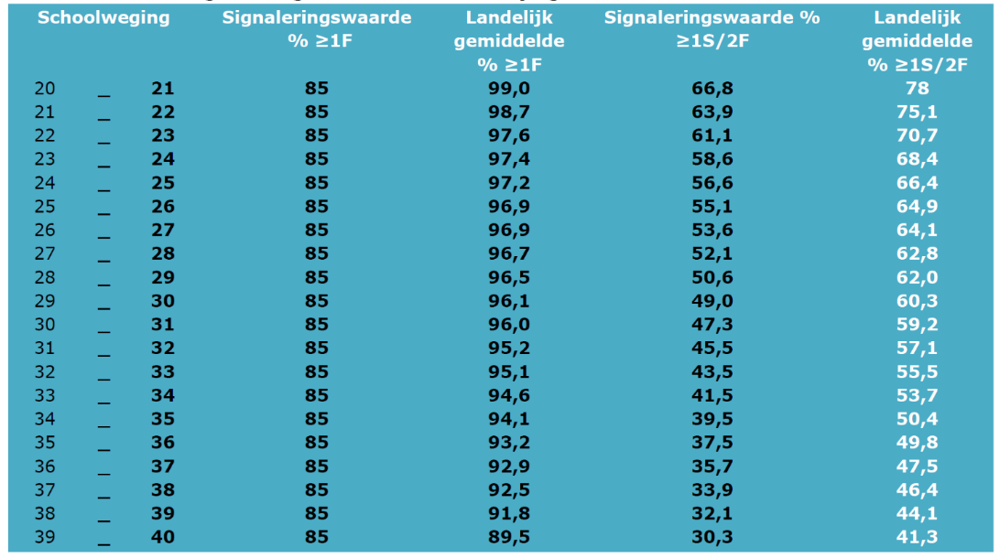 Schoolweging Signaleringswaarde Landelijk Signaleringswaarde % Landelijk
% ≥1F gemiddelde ≥1S/2F gemiddelde
% ≥1F % ≥1S/2F
20 _ 21 85 99,0 66,8 78
21 _ 22 85 98,7 63,9 75,1
22 _ 23 85 97,6 61,1 70,7
23 _ 24 85 97,4 58,6 68,4
24 _ 25 85 97,2 56,6 66,4
25 _ 26 85 96,9 55,1 64,9
26 _ 27 85 96,9 53,6 64,1
27 _ 28 85 96,7 52,1 62,8
28 _ 29 85 96,5 50,6 62,0
29 _ 30 85 96,1 49,0 60,3
30 _ 31 85 96,0 47,3 59,2
31 _ 32 85 95,2 45,5 57,1
32 _ 33 85 95,1 43,5 55,5
33 _ 34 85 94,6 41,5 53,7
34 _ 35 85 94,1 39,5 50,4
35 _ 36 85 93,2 37,5 49,8
36 _ 37 85 92,9 35,7 47,5
37 _ 38 85 92,5 33,9 46,4
38 _ 39 85 91,8 32,1 44,1
39 _ 40 85 89,5 30,3 41,3